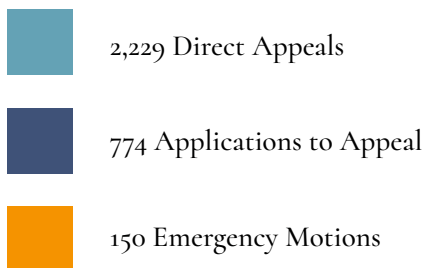 2,229 Direct Appeals
774 Applications to Appeal
150 Emergency Motions